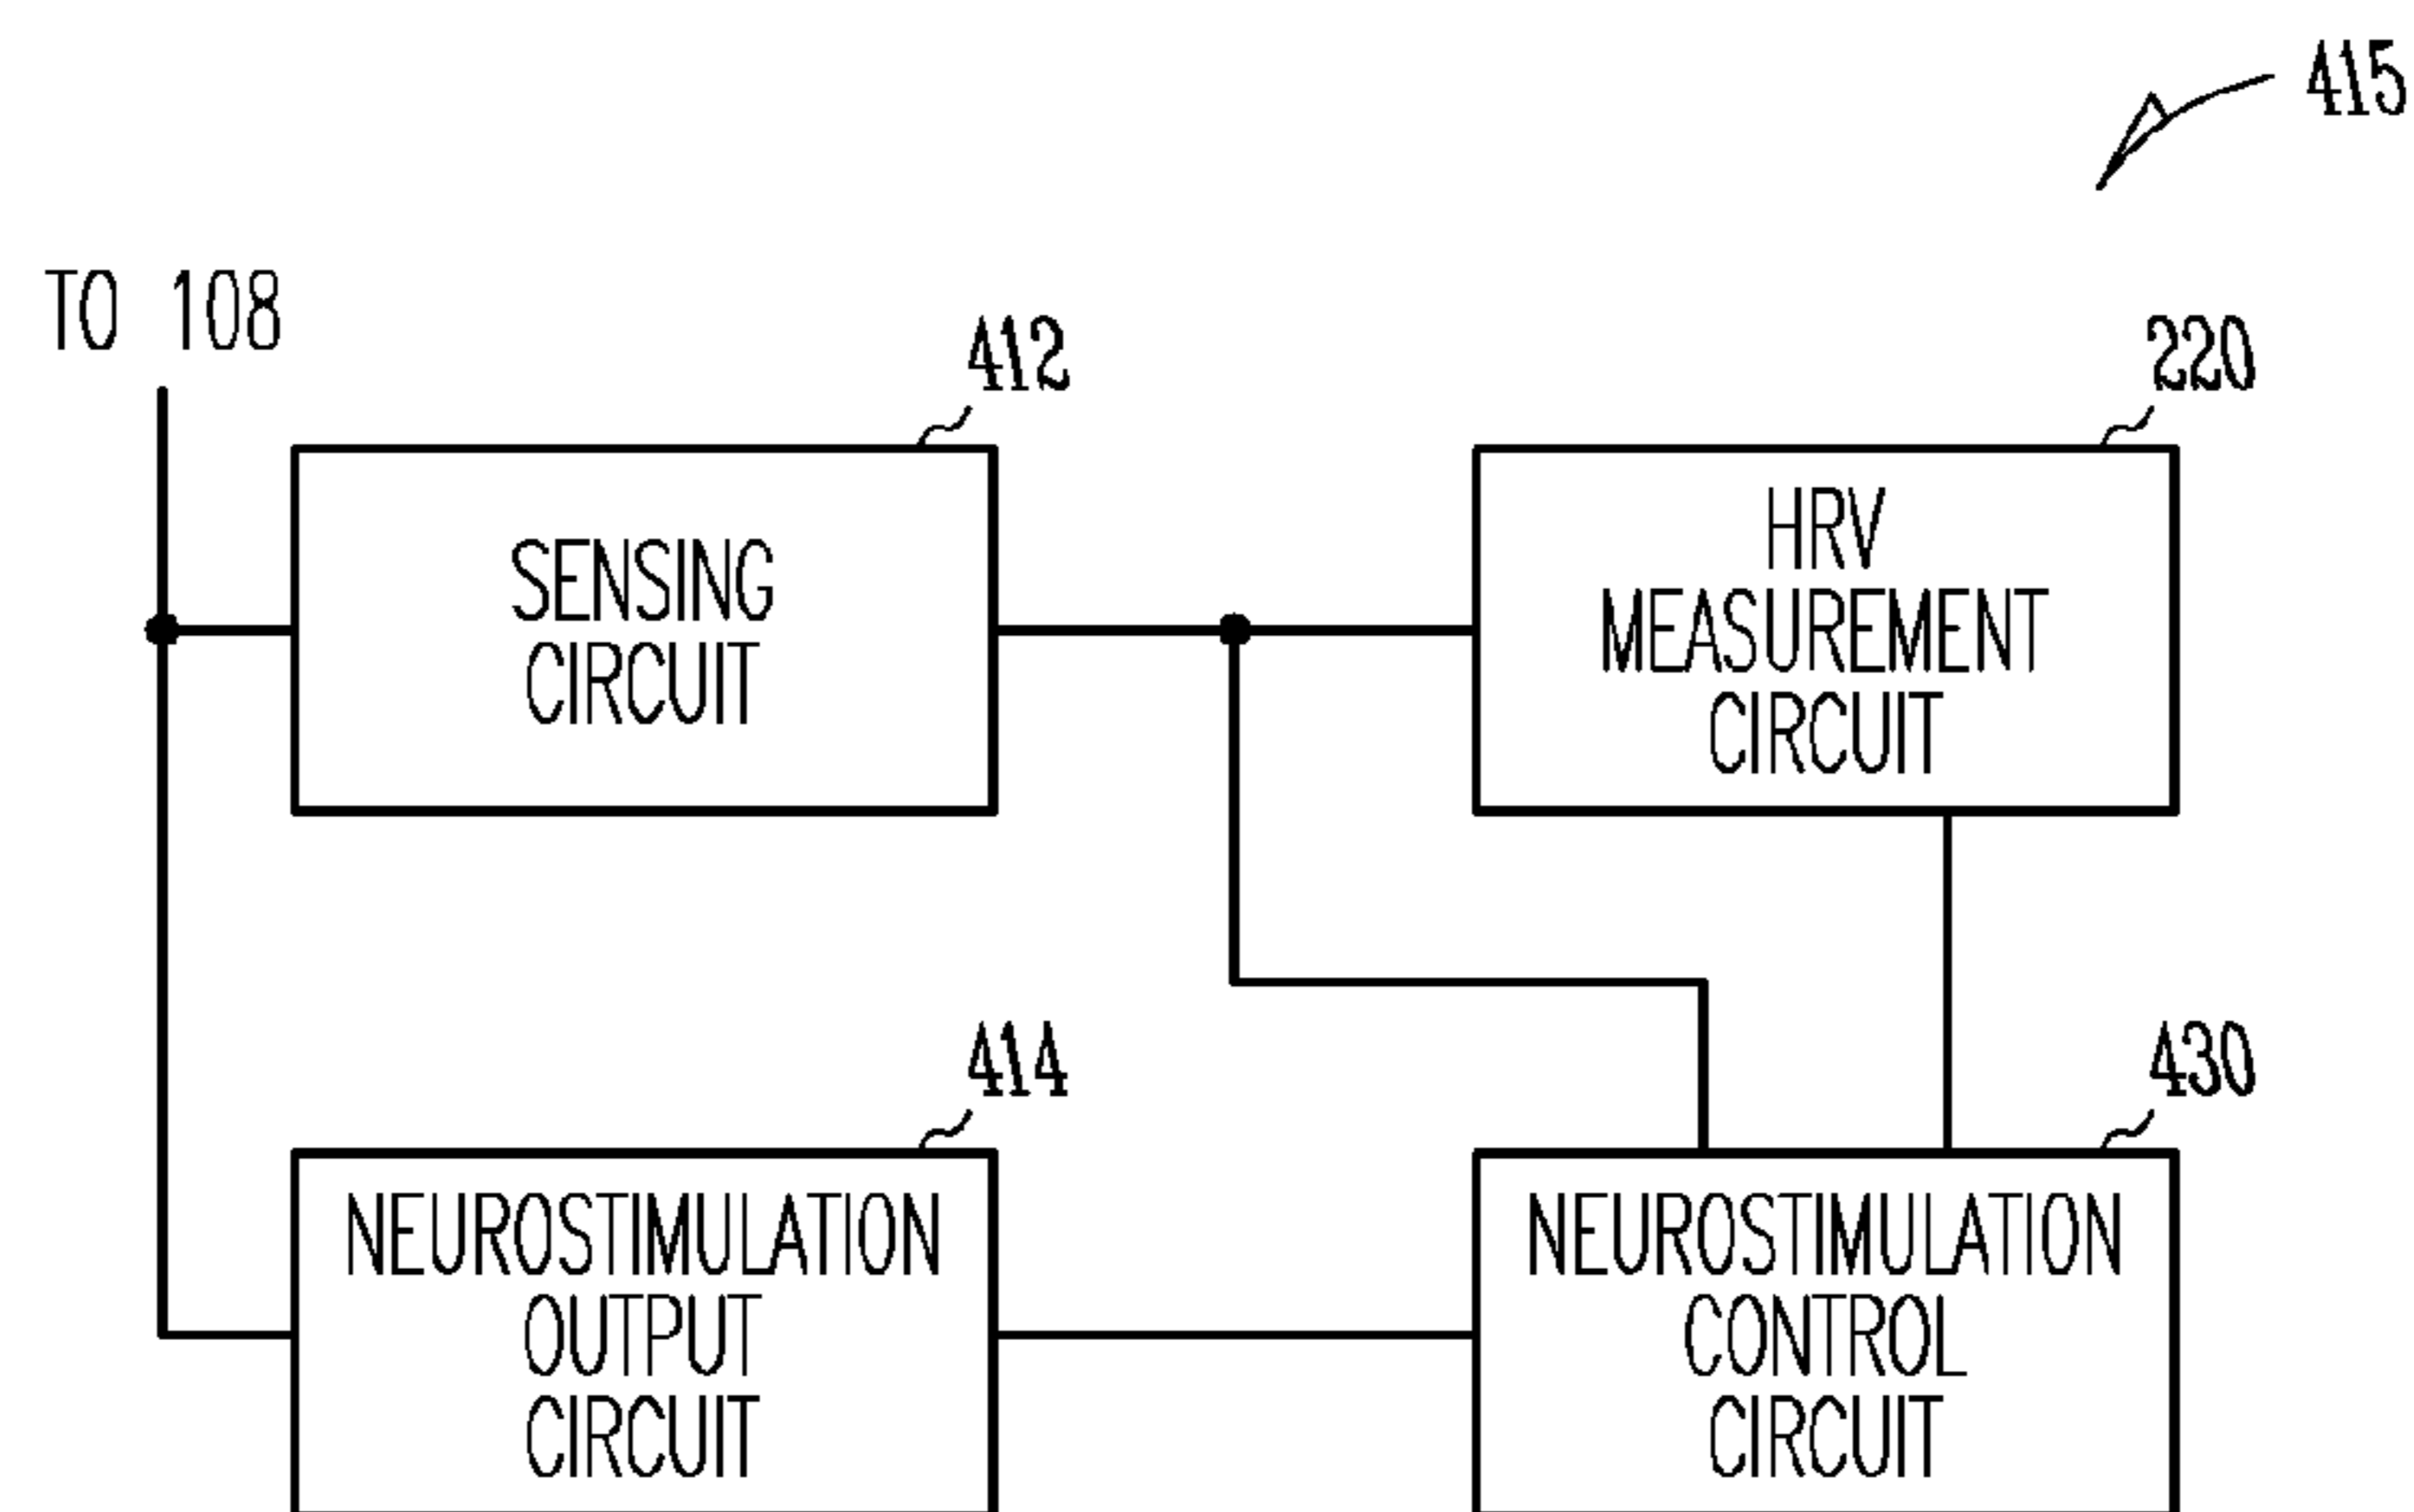 415
TO 108
412
220
SENSING
CIRCUIT
HRV
MEASUREMENT
CIRCUIT
414
430
NEUROSTIMULATION
OUTPUT
CIRCUIT
NEUROSTIMULATION
CONTROL
CIRCUIT